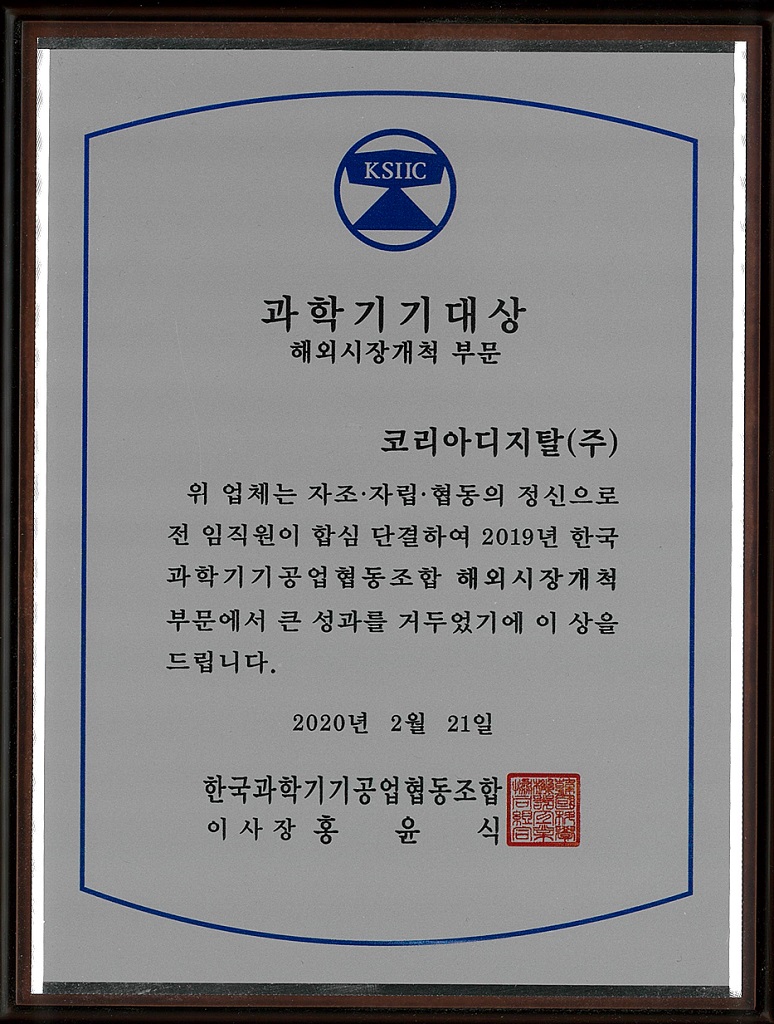 KSIIC
과학기기대상
해외시장개척 부문
코리아디지탈(주)
위 업체는 자조·자립·협동의 정신으로
전 임직원이 합심 단결하여 2019년 한국
과학기기공업협동조합 해외시장개척
부문에서 큰 성과를 거두었기에 이 상을
드립니다.
2020년 2월 21일
한국과학기기공업협동조합
이사장 홍 윤 식